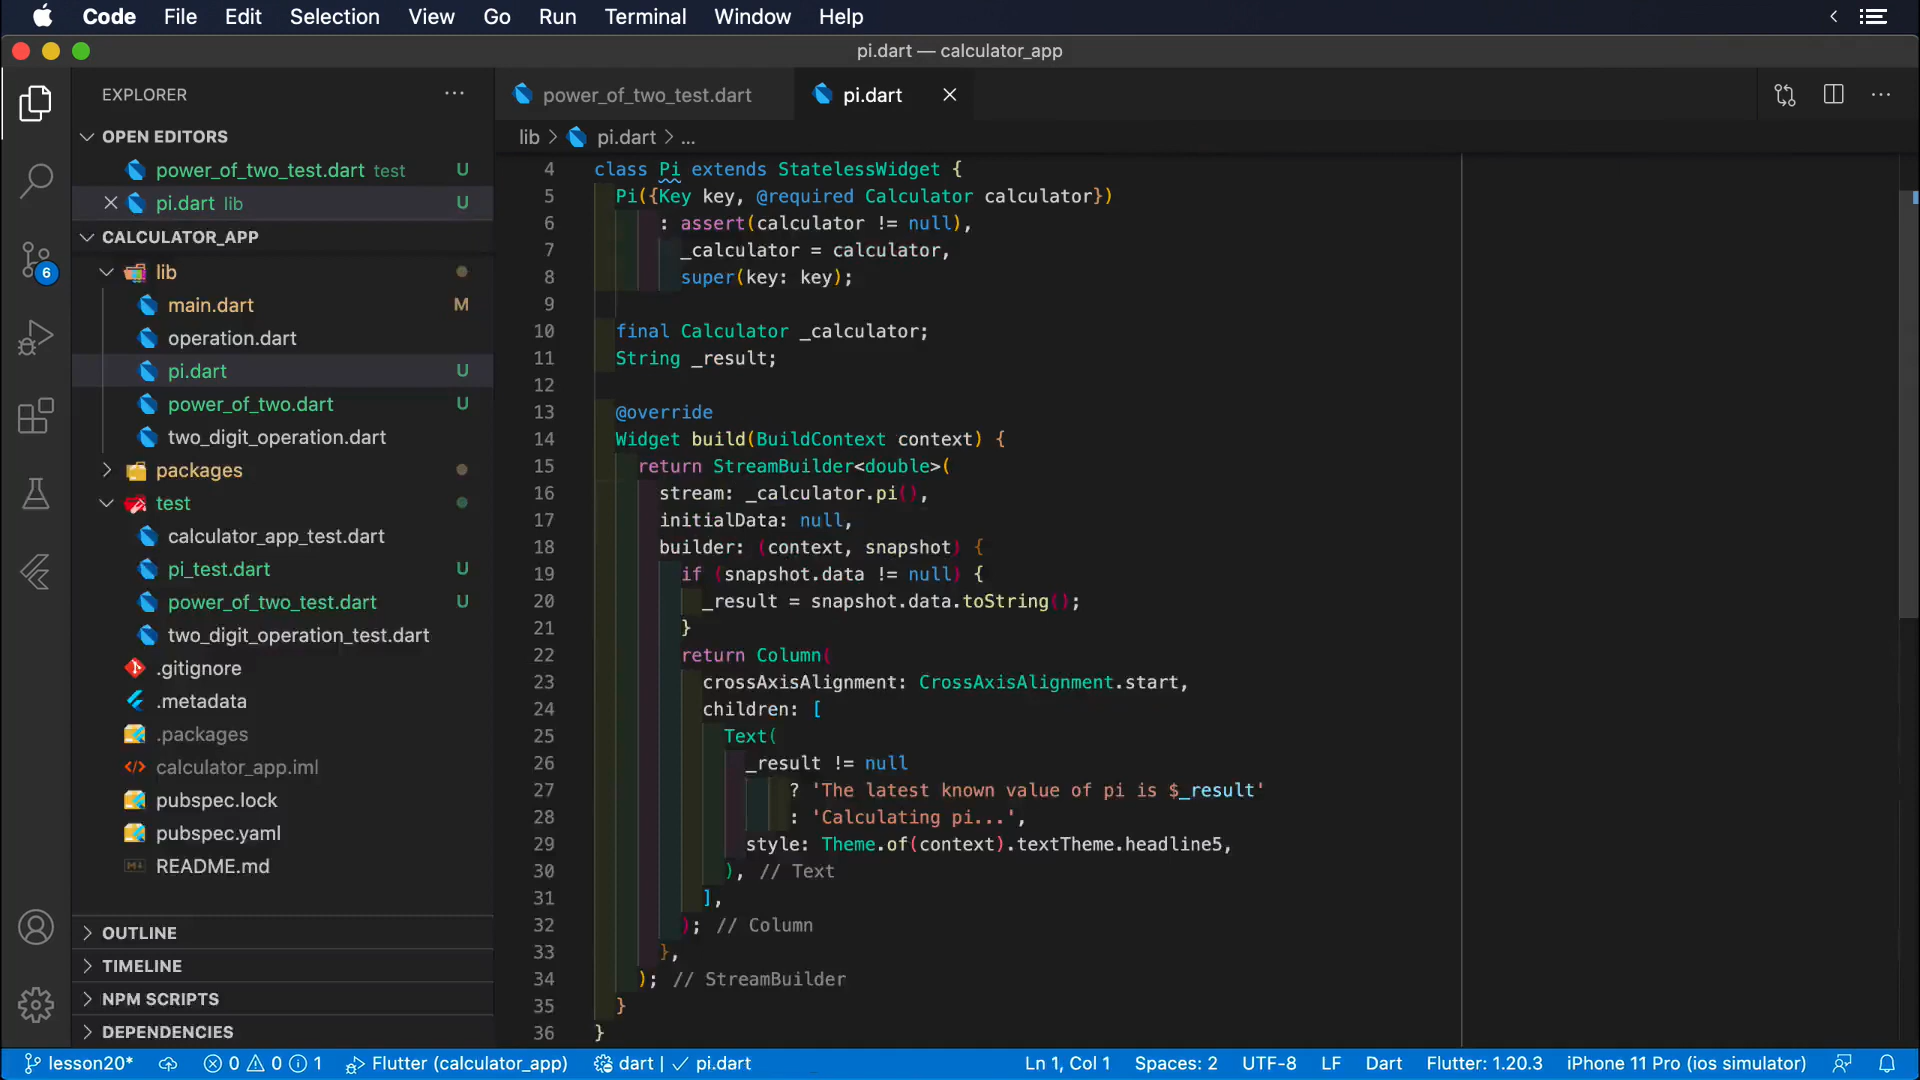 Code File Edit Selection View Go Run Terminal Window Help
pi.dart — calculator_app
EXPLORER
OPEN EDITORS
power_of_two_test.dart test U
pi.dart lib U
CALCULATOR_APP
lib
main.dart M
operation.dart
pi.dart U
power_of_two.dart U
two_digit_operation.dart
packages
test
calculator_app_test.dart
pi_test.dart U
power_of_two_test.dart U
two_digit_operation_test.dart
.gitignore
.metadata
.packages
calculator_app.iml
pubspec.lock
pubspec.yaml
README.md
OUTLINE
TIMELINE
NPM SCRIPTS
DEPENDENCIES
6
power_of_two_test.dart pi.dart
lib > pi.dart > ...
4 class Pi extends StatelessWidget {
5 Pi({Key key, @required Calculator calculator})
6 : assert(calculator != null),
7 _calculator = calculator,
8 super(key: key);
9
10 final Calculator _calculator;
11 String _result;
12
13 @override
14 Widget build(BuildContext context) {
15 return StreamBuilder<double>(
16 stream: _calculator.pi(),
17 initialData: null,
18 builder: (context, snapshot) {
19 if (snapshot.data != null) {
20 _result = snapshot.data.toString();
21 }
22 return Column(
23 crossAxisAlignment: CrossAxisAlignment.start,
24 children: [
25 Text(
26 _result != null
27 ? 'The latest known value of pi is $_result'
28 : 'Calculating pi...',
29 style: Theme.of(context).textTheme.headline5,
30 ), // Text
31 ],
32 ); // Column
33 },
34 ); // StreamBuilder
35 }
36 }
lesson20* 0 0 1 Flutter (calculator_app) dart | ✓ pi.dart Ln 1, Col 1 Spaces: 2 UTF-8 LF Dart Flutter: 1.20.3 iPhone 11 Pro (ios simulator)